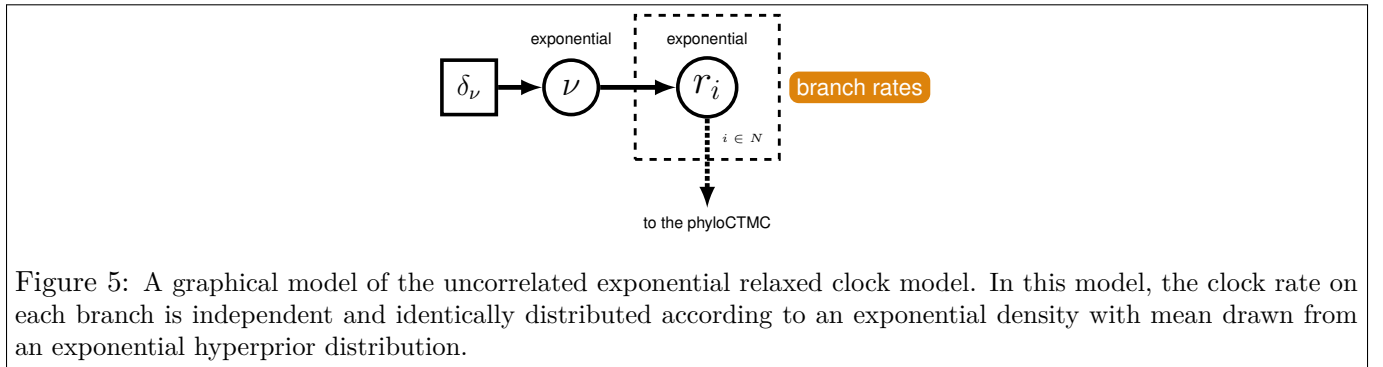 exponential exponential
δ_ν ν r_i branch rates
i ∈ N
to the phyloCTMC
Figure 5: A graphical model of the uncorrelated exponential relaxed clock model. In this model, the clock rate on
each branch is independent and identically distributed according to an exponential density with mean drawn from
an exponential hyperprior distribution.